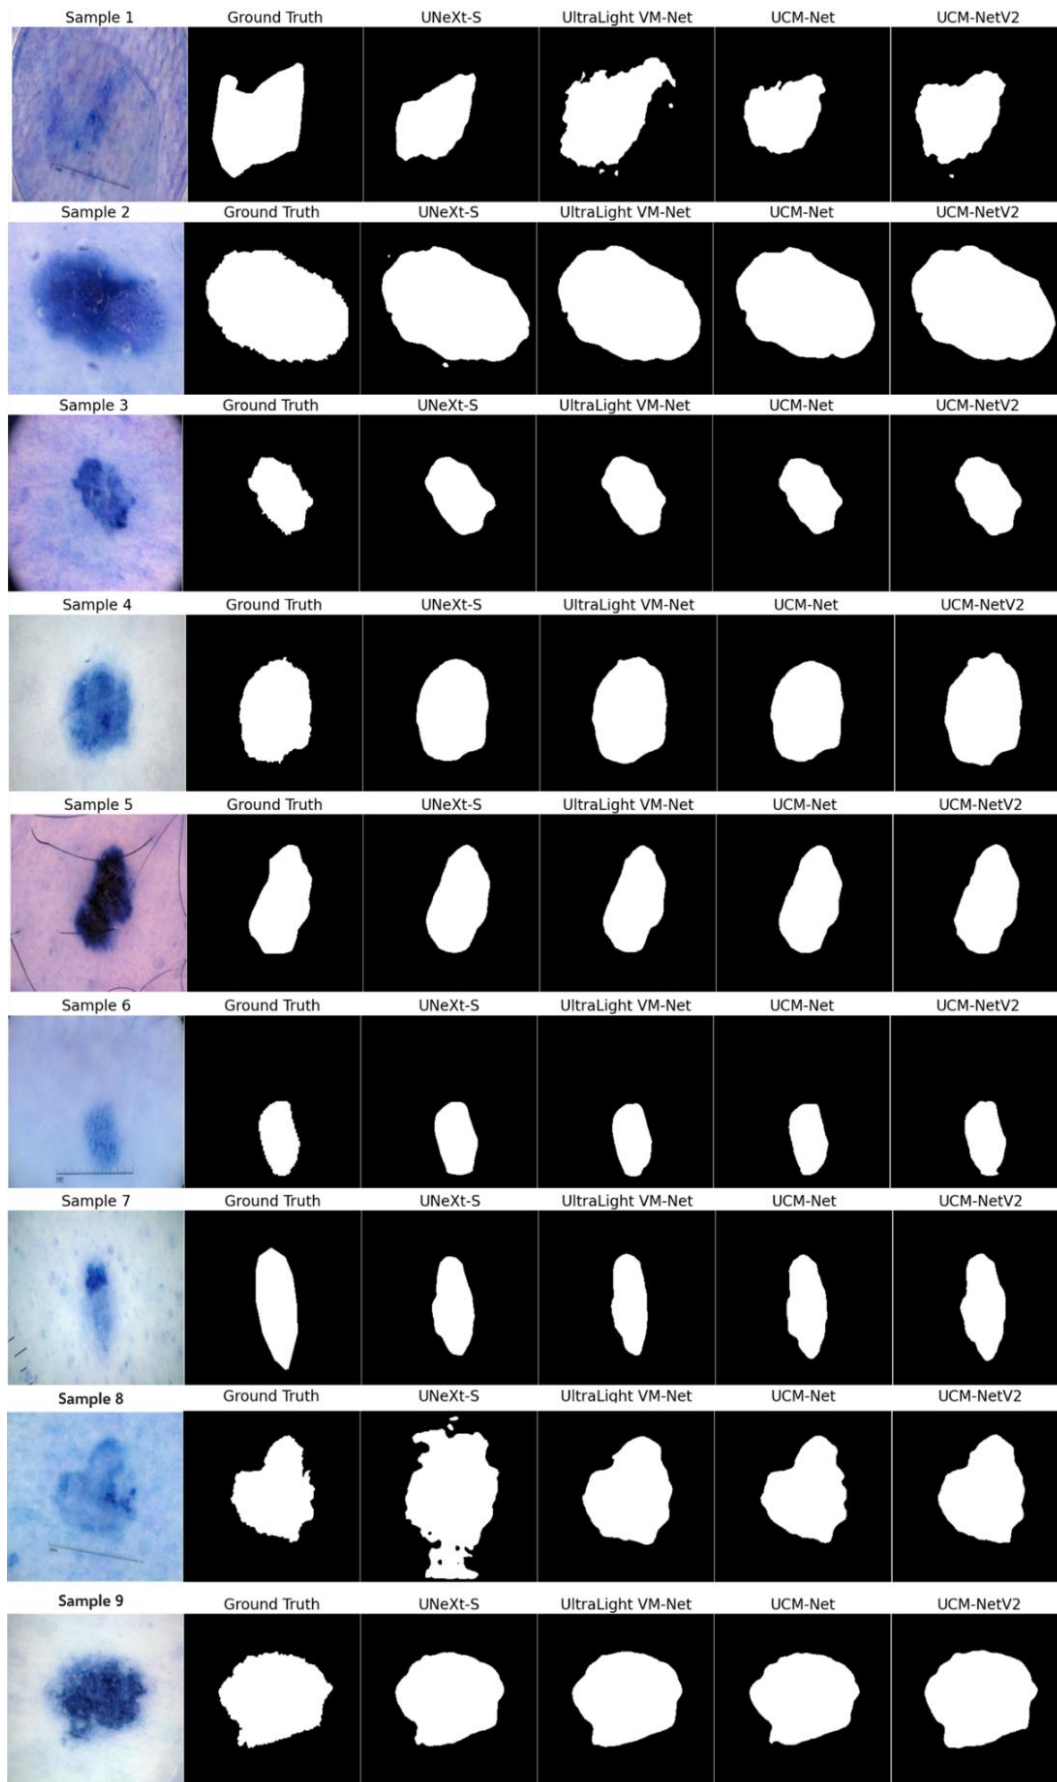 Sample 1 Ground Truth UNeXt-S UltraLight VM-Net UCM-Net UCM-NetV2
Sample 2 Ground Truth UNeXt-S UltraLight VM-Net UCM-Net UCM-NetV2
Sample 3 Ground Truth UNeXt-S UltraLight VM-Net UCM-Net UCM-NetV2
Sample 4 Ground Truth UNeXt-S UltraLight VM-Net UCM-Net UCM-NetV2
Sample 5 Ground Truth UNeXt-S UltraLight VM-Net UCM-Net UCM-NetV2
Sample 6 Ground Truth UNeXt-S UltraLight VM-Net UCM-Net UCM-NetV2
Sample 7 Ground Truth UNeXt-S UltraLight VM-Net UCM-Net UCM-NetV2
Sample 8 Ground Truth UNeXt-S UltraLight VM-Net UCM-Net UCM-NetV2
Sample 9 Ground Truth UNeXt-S UltraLight VM-Net UCM-Net UCM-NetV2